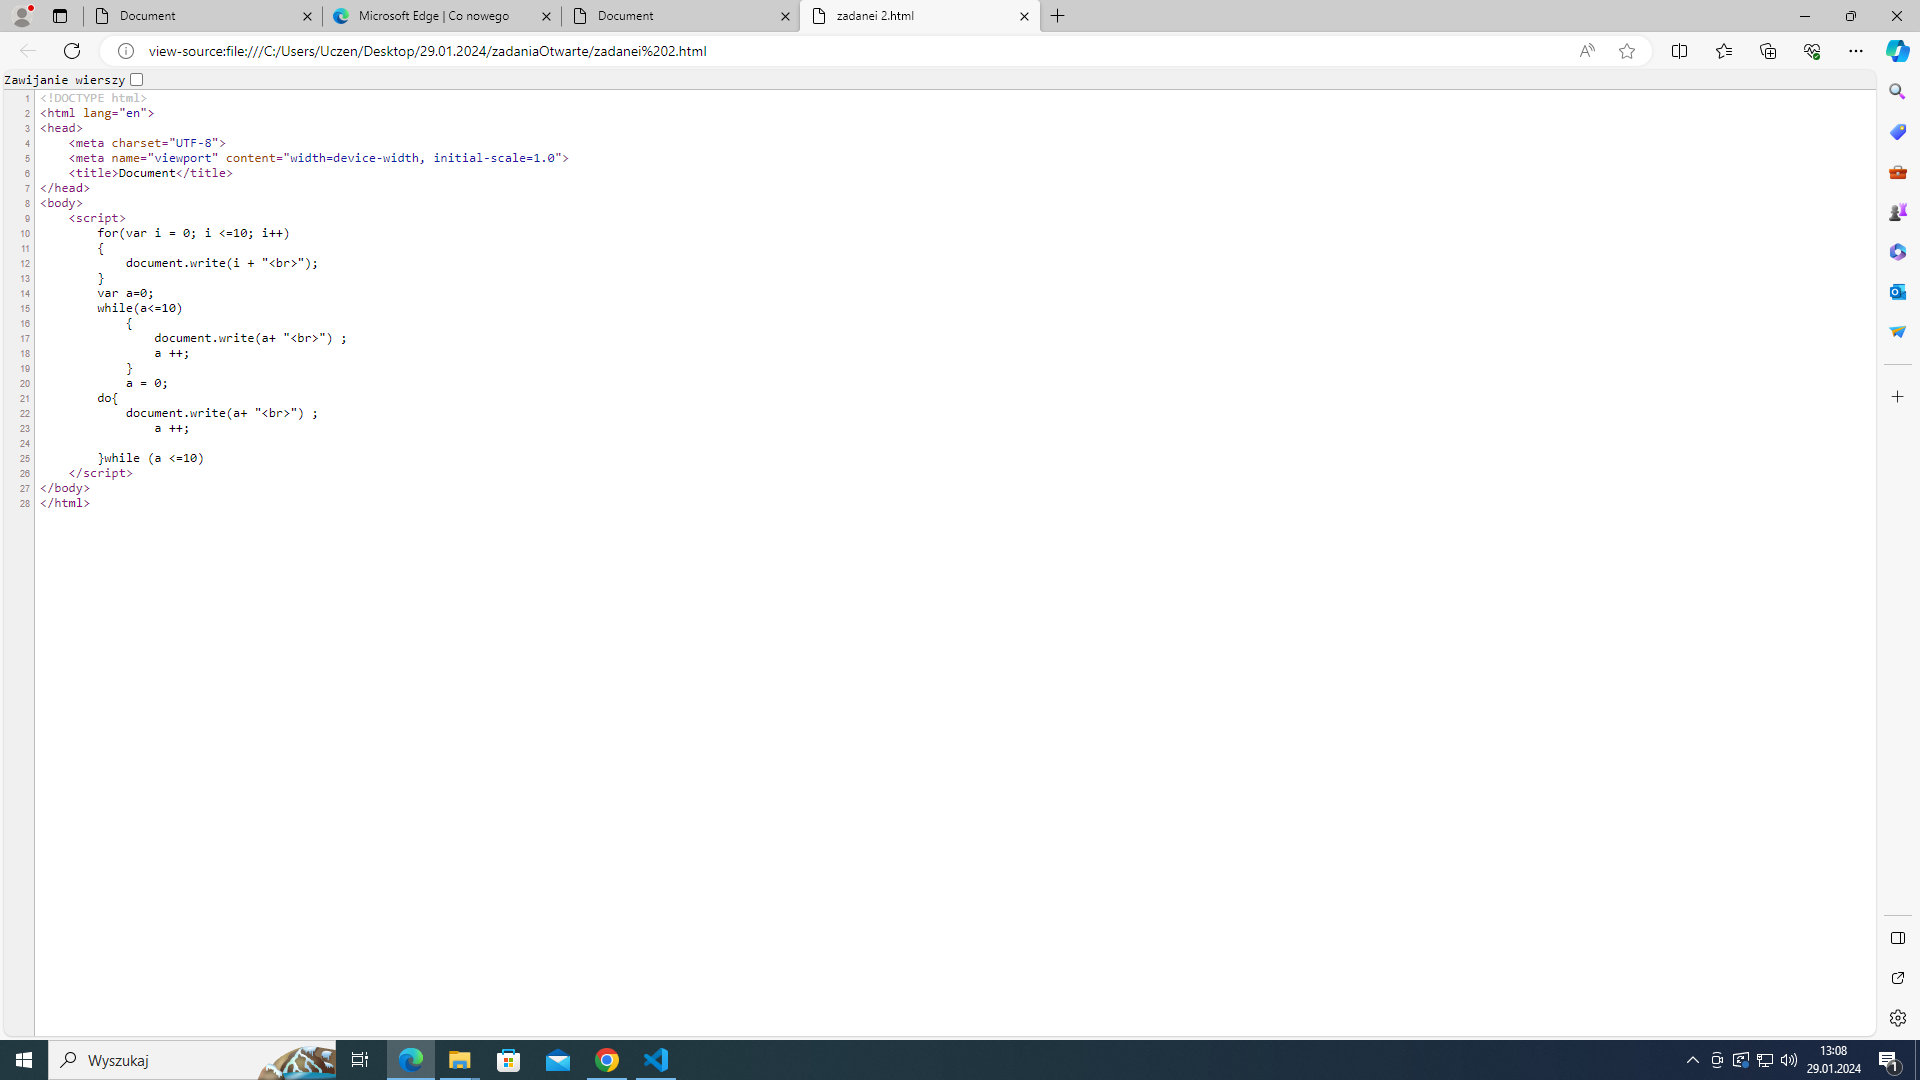 Document
Microsoft Edge | Co nowego
Document
zadanei 2.html
view-source:file:///C:/Users/Uczen/Desktop/29.01.2024/zadaniaOtwarte/zadanei%202.html
Zawijanie wierszy
1 <!DOCTYPE html>
2 <html lang="en">
3 <head>
4     <meta charset="UTF-8">
5     <meta name="viewport" content="width=device-width, initial-scale=1.0">
6     <title>Document</title>
7 </head>
8 <body>
9     <script>
10         for(var i = 0; i <=10; i++)
11         {
12             document.write(i + "<br>");
13         }
14         var a=0;
15         while(a<=10)
16             {
17                 document.write(a+ "<br>") ;
18                 a ++;
19             }
20             a = 0;
21         do{
22             document.write(a+ "<br>") ;
23                 a ++;
24
25         }while (a <=10)
26     </script>
27 </body>
28 </html>
Wyszukaj
13:08
29.01.2024
1